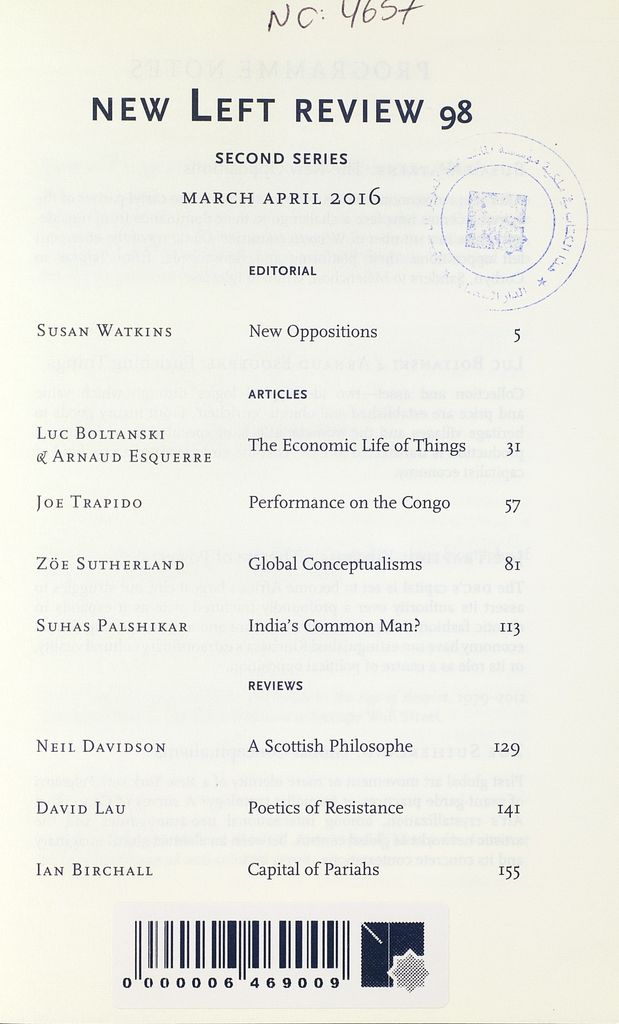 NC: 4657
NEW LEFT REVIEW 98
SECOND SERIES
MARCH APRIL 2016
EDITORIAL
SUSAN WATKINS New Oppositions 5
ARTICLES
LUC BOLTANSKI
& ARNAUD ESQUERRE The Economic Life of Things 31
JOE TRAPIDO Performance on the Congo 57
ZÖE SUTHERLAND Global Conceptualisms 81
SUHAS PALSHIKAR India's Common Man? 113
REVIEWS
NEIL DAVIDSON A Scottish Philosophe 129
DAVID LAU Poetics of Resistance 141
IAN BIRCHALL Capital of Pariahs 155
0 000006 469009